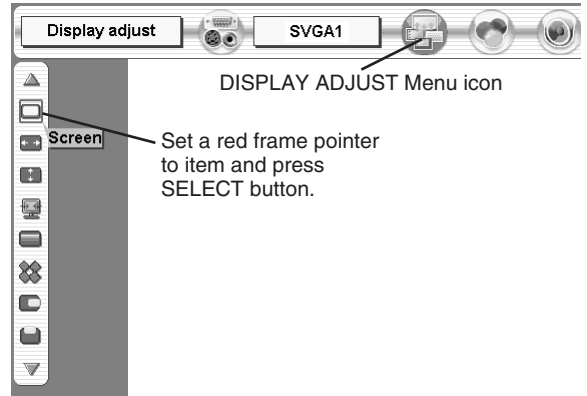 Display adjust
SVGA1
DISPLAY ADJUST Menu icon
Screen
Set a red frame pointer
to item and press
SELECT button.